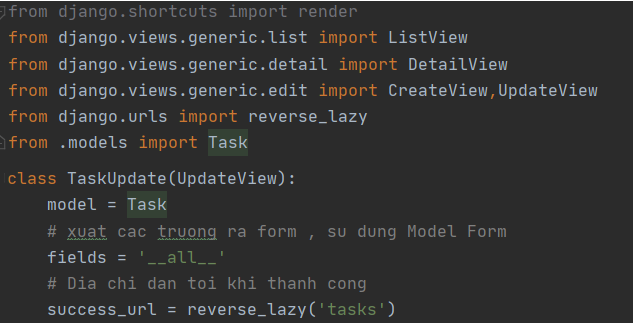 from django.shortcuts import render
from django.views.generic.list import ListView
from django.views.generic.detail import DetailView
from django.views.generic.edit import CreateView,UpdateView
from django.urls import reverse_lazy
from .models import Task
class TaskUpdate(UpdateView):
    model = Task
    # xuat cac truong ra form , su dung Model Form
    fields = '__all__'
    # Dia chi dan toi khi thanh cong
    success_url = reverse_lazy('tasks')